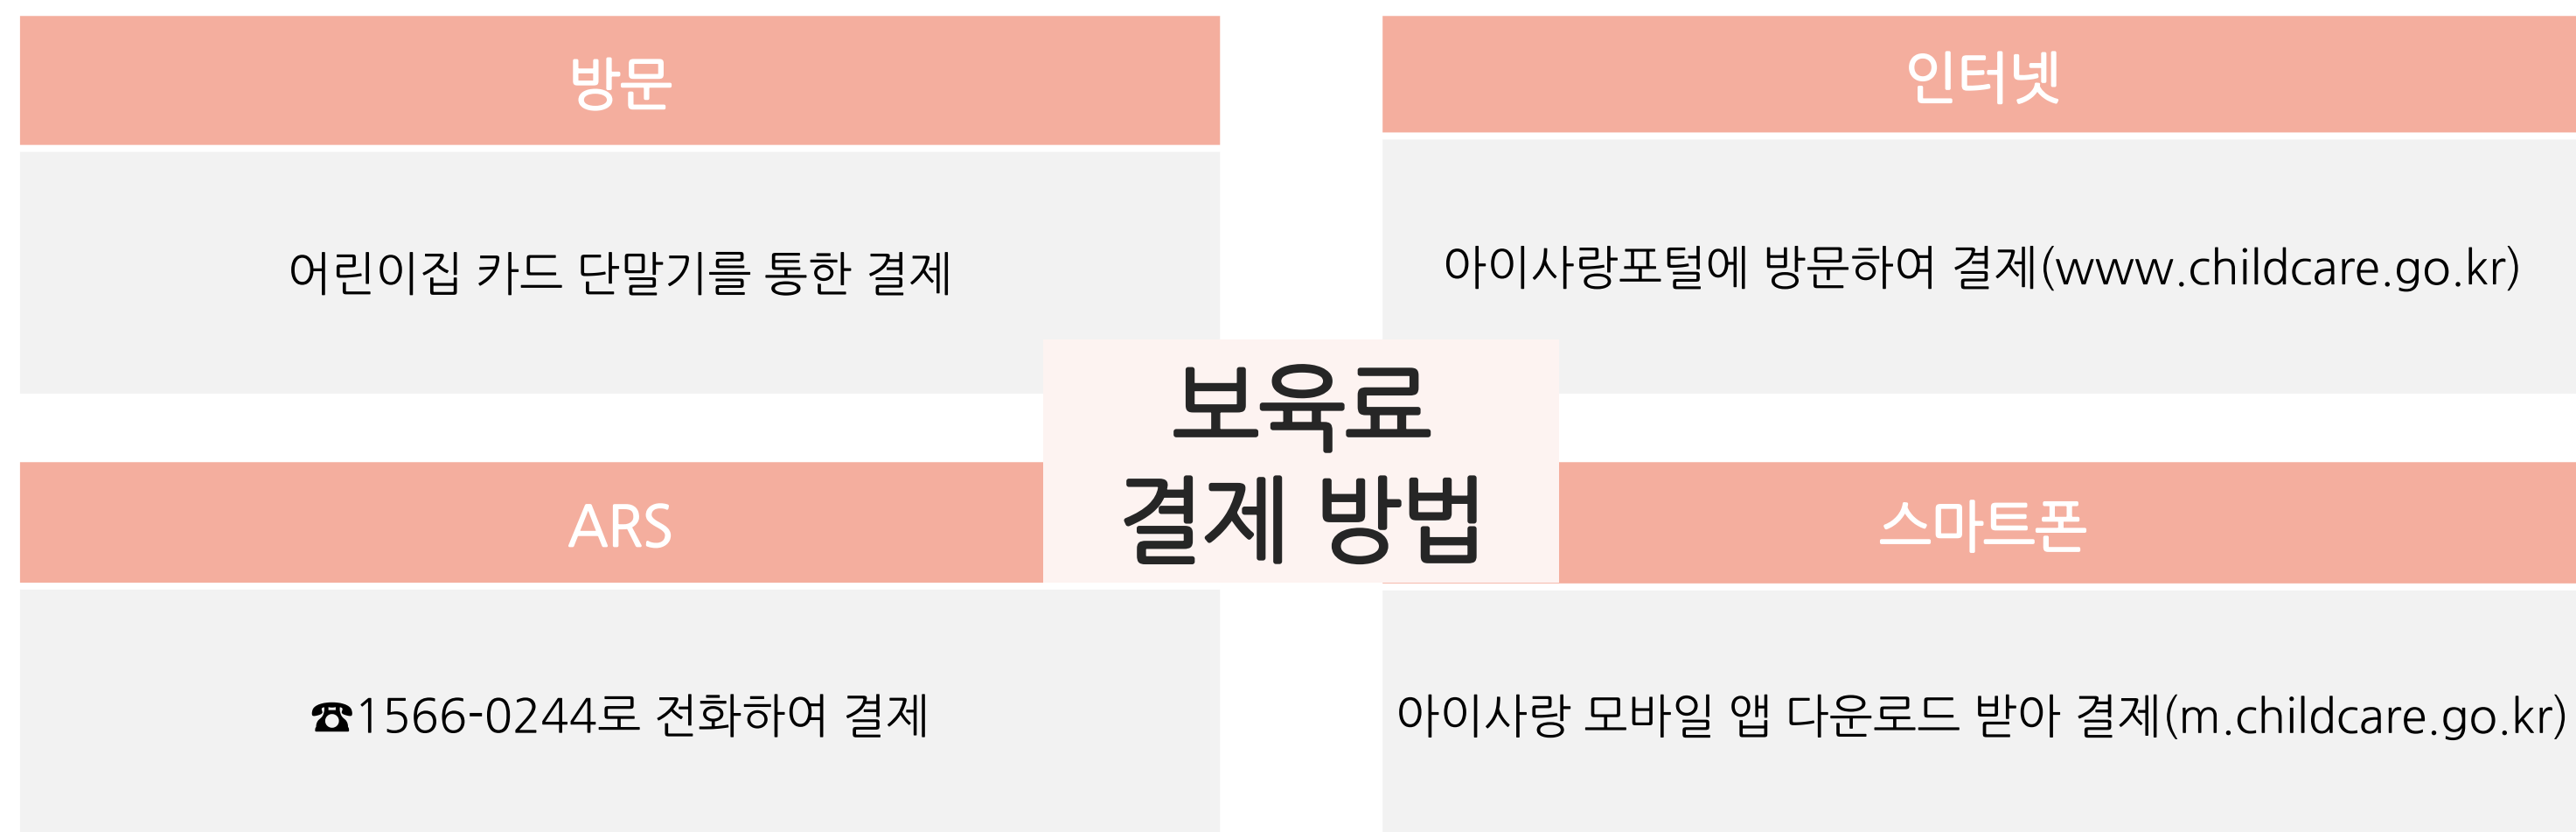 방문
어린이집 카드 단말기를 통한 결제
인터넷
아이사랑포털에 방문하여 결제(www.childcare.go.kr)
보육료
결제 방법
ARS
☎1566-0244로 전화하여 결제
스마트폰
아이사랑 모바일 앱 다운로드 받아 결제(m.childcare.go.kr)